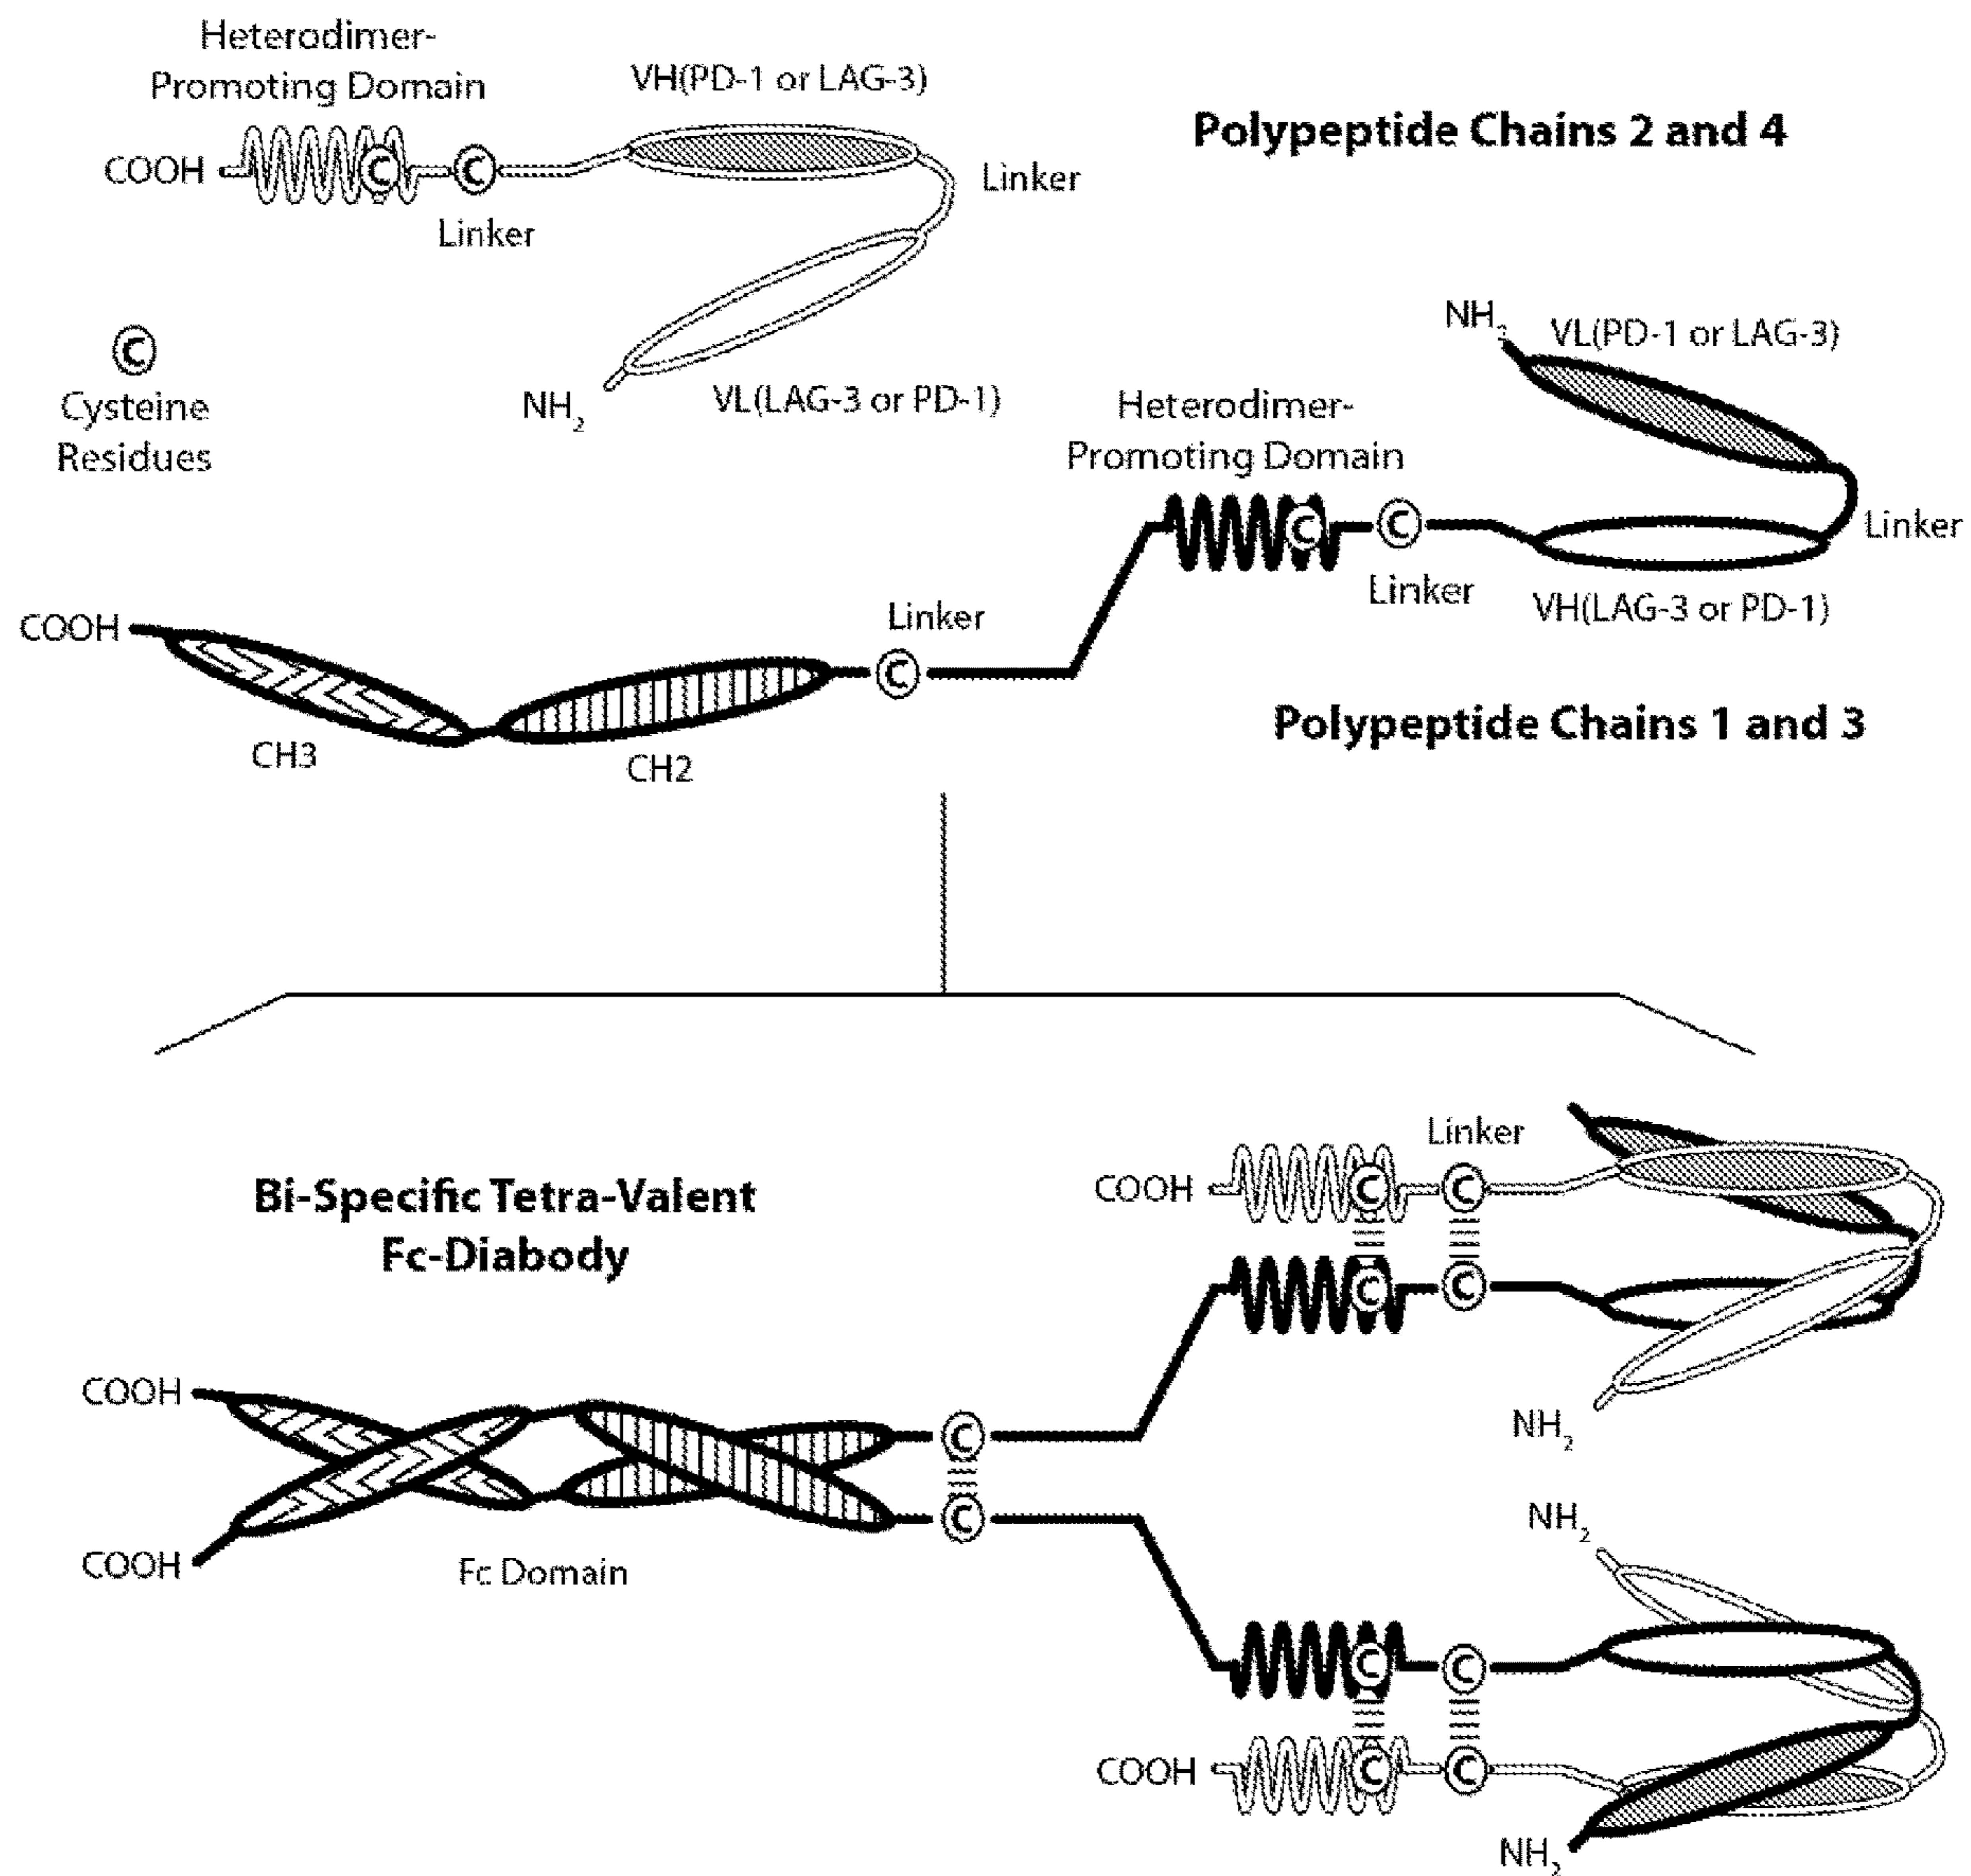 Heterodimer-
Promoting Domain
VH(PD-1 or LAG-3)
Polypeptide Chains 2 and 4
COOH
C
C
Linker
Linker
C
Cysteine
Residues
NH2
VL(LAG-3 or PD-1)
NH2
VL(PD-1 or LAG-3)
Heterodimer-
Promoting Domain
C
C
Linker
Linker
VH(LAG-3 or PD-1)
COOH
Linker
C
CH3
CH2
Polypeptide Chains 1 and 3
Bi-Specific Tetra-Valent
Fc-Diabody
Linker
COOH
C
C
C
C
NH2
COOH
C
C
COOH
Fc Domain
NH2
C
C
COOH
C
C
NH2